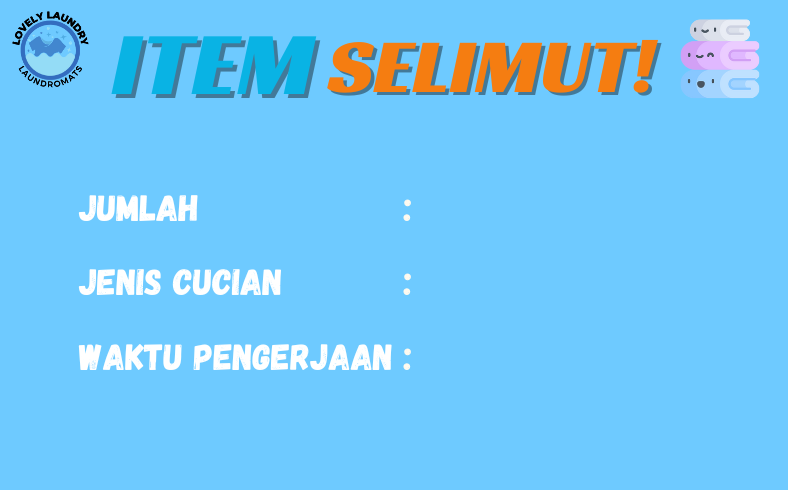 LOVELY LAUNDRY
LAUNDROMATS
ITEM SELIMUT!
JUMLAH :
JENIS CUCIAN :
WAKTU PENGERJAAN :